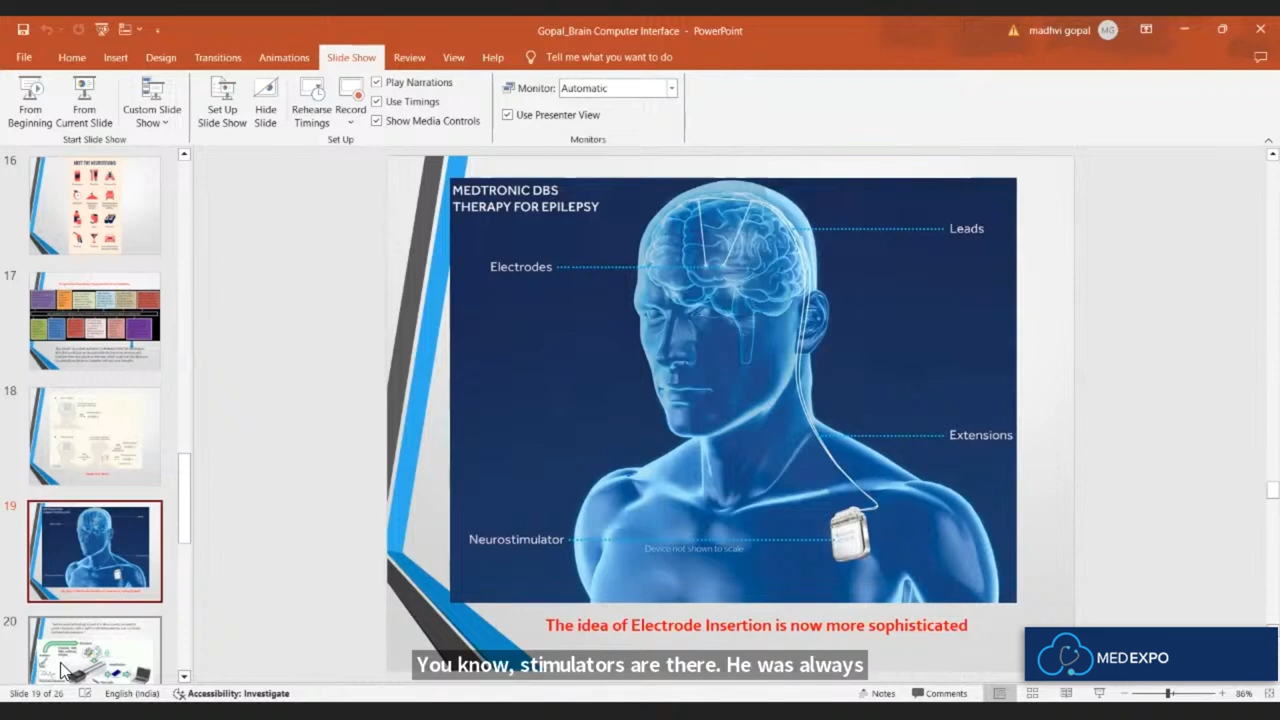 Gopal_Brain Computer Interface - PowerPoint
madhvi gopal
MG
File
Home
Insert
Design
Transitions
Animations
Slide Show
Review
View
Help
Tell me what you want to do
From
Beginning
From
Current Slide
Custom Slide
Show
Start Slide Show
Set Up
Slide Show
Hide
Slide
Rehearse
Timings
Record
Play Narrations
Use Timings
Show Media Controls
Set Up
Monitor:
Automatic
Use Presenter View
Monitors
16
17
18
19
20
MEDTRONIC DBS
THERAPY FOR EPILEPSY
Leads
Electrodes
Extensions
Neurostimulator
Device not shown to scale
The idea of Electrode Insertion is now more sophisticated
You know, stimulators are there. He was always
MEDEXPO
Slide 19 of 26
English (India)
Accessibility: Investigate
Notes
Comments
86%